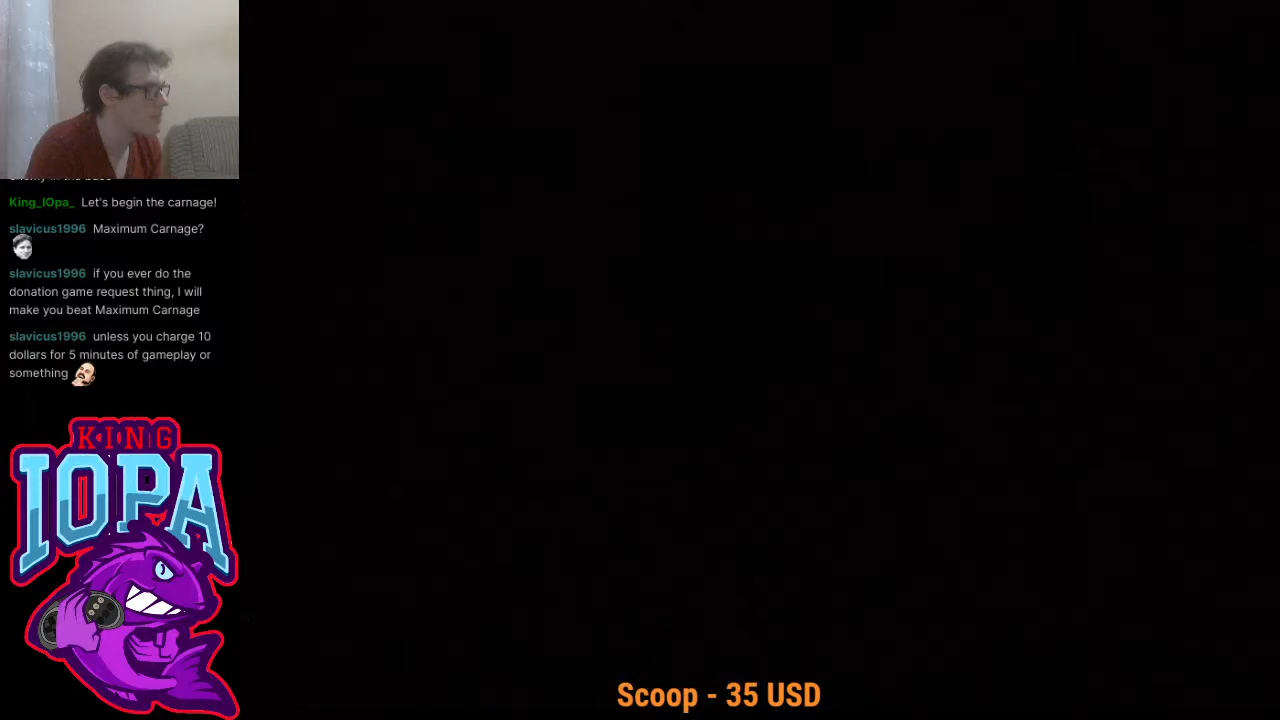 King_IOpa_ Let's begin the carnage!
slavicus1996 Maximum Carnage?
slavicus1996 if you ever do the
donation game request thing, I will
make you beat Maximum Carnage
slavicus1996 unless you charge 10
dollars for 5 minutes of gameplay or
something
KING
IOPA
Scoop - 35 USD